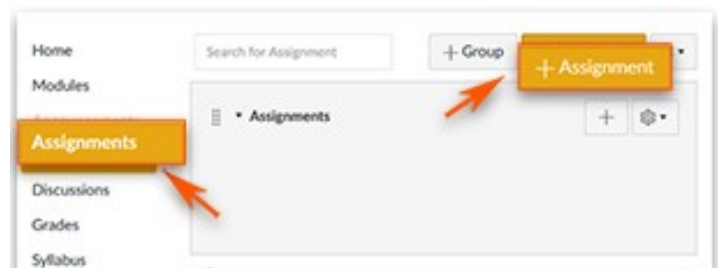 Home
Search for Assignment
+ Group
+ Assignment
Modules
Assignments
Assignments
Discussions
Grades
Syllabus